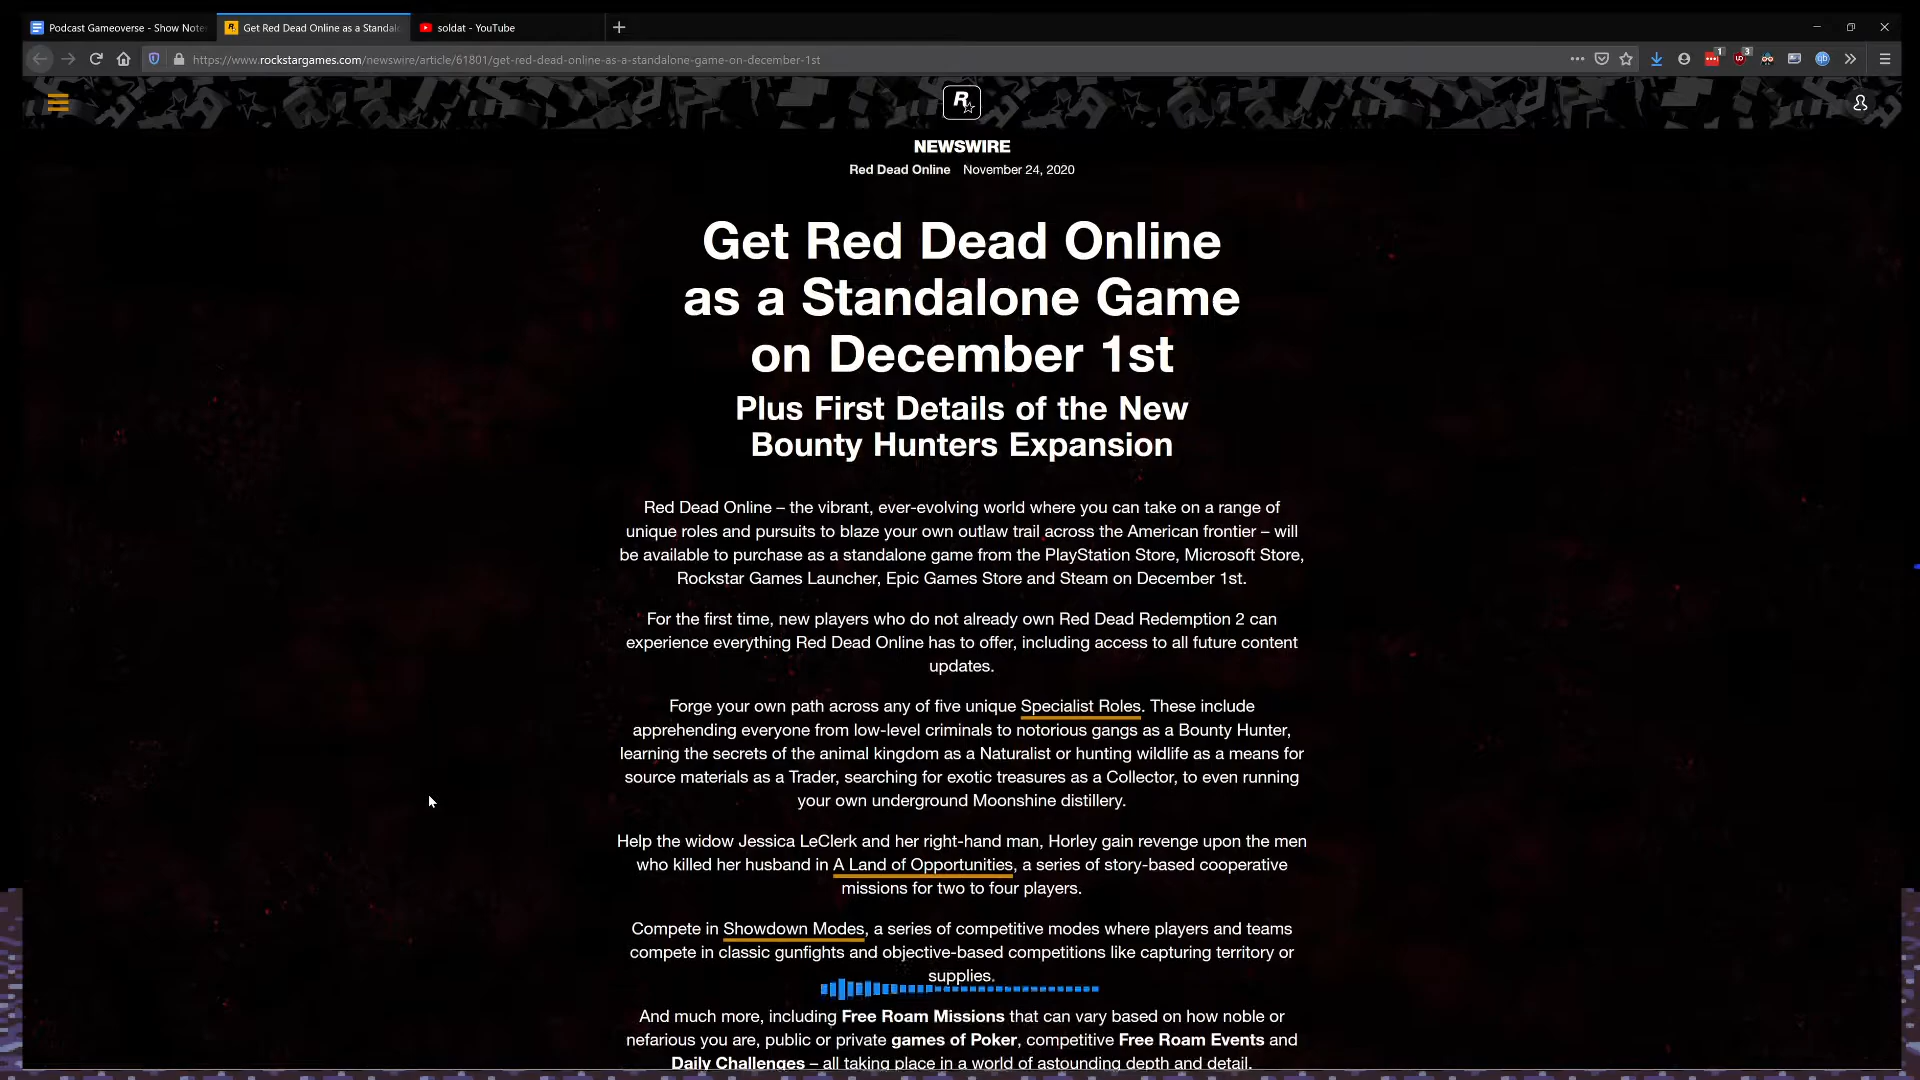 Podcast Gameoverse - Show Note
Get Red Dead Online as a Standal
soldat - YouTube
https://www.rockstargames.com/newswire/article/61801/get-red-dead-online-as-a-standalone-game-on-december-1st
1
3
R
NEWSWIRE
Red Dead Online November 24, 2020
Get Red Dead Online
as a Standalone Game
on December 1st
Plus First Details of the New
Bounty Hunters Expansion
Red Dead Online – the vibrant, ever-evolving world where you can take on a range of
unique roles and pursuits to blaze your own outlaw trail across the American frontier – will
be available to purchase as a standalone game from the PlayStation Store, Microsoft Store,
Rockstar Games Launcher, Epic Games Store and Steam on December 1st.
For the first time, new players who do not already own Red Dead Redemption 2 can
experience everything Red Dead Online has to offer, including access to all future content
updates.
Forge your own path across any of five unique Specialist Roles. These include
apprehending everyone from low-level criminals to notorious gangs as a Bounty Hunter,
learning the secrets of the animal kingdom as a Naturalist or hunting wildlife as a means for
source materials as a Trader, searching for exotic treasures as a Collector, to even running
your own underground Moonshine distillery.
Help the widow Jessica LeClerk and her right-hand man, Horley gain revenge upon the men
who killed her husband in A Land of Opportunities, a series of story-based cooperative
missions for two to four players.
Compete in Showdown Modes, a series of competitive modes where players and teams
compete in classic gunfights and objective-based competitions like capturing territory or
supplies.
And much more, including Free Roam Missions that can vary based on how noble or
nefarious you are, public or private games of Poker, competitive Free Roam Events and
Daily Challenges – all taking place in a world of astounding depth and detail.